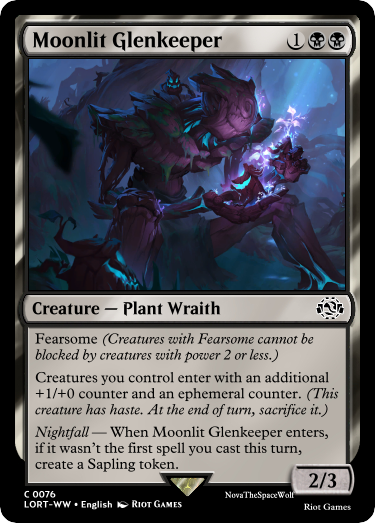 Moonlit Glenkeeper 1
Creature — Plant Wraith
Fearsome (Creatures with Fearsome cannot be
blocked by creatures with power 2 or less.)
Creatures you control enter with an additional
+1/+0 counter and an ephemeral counter. (This
creature has haste. At the end of turn, sacrifice it.)
Nightfall — When Moonlit Glenkeeper enters,
if it wasn't the first spell you cast this turn,
create a Sapling token.
2/3
C 0076
LORT-WW • English Riot Games
NovaTheSpaceWolf
Riot Games